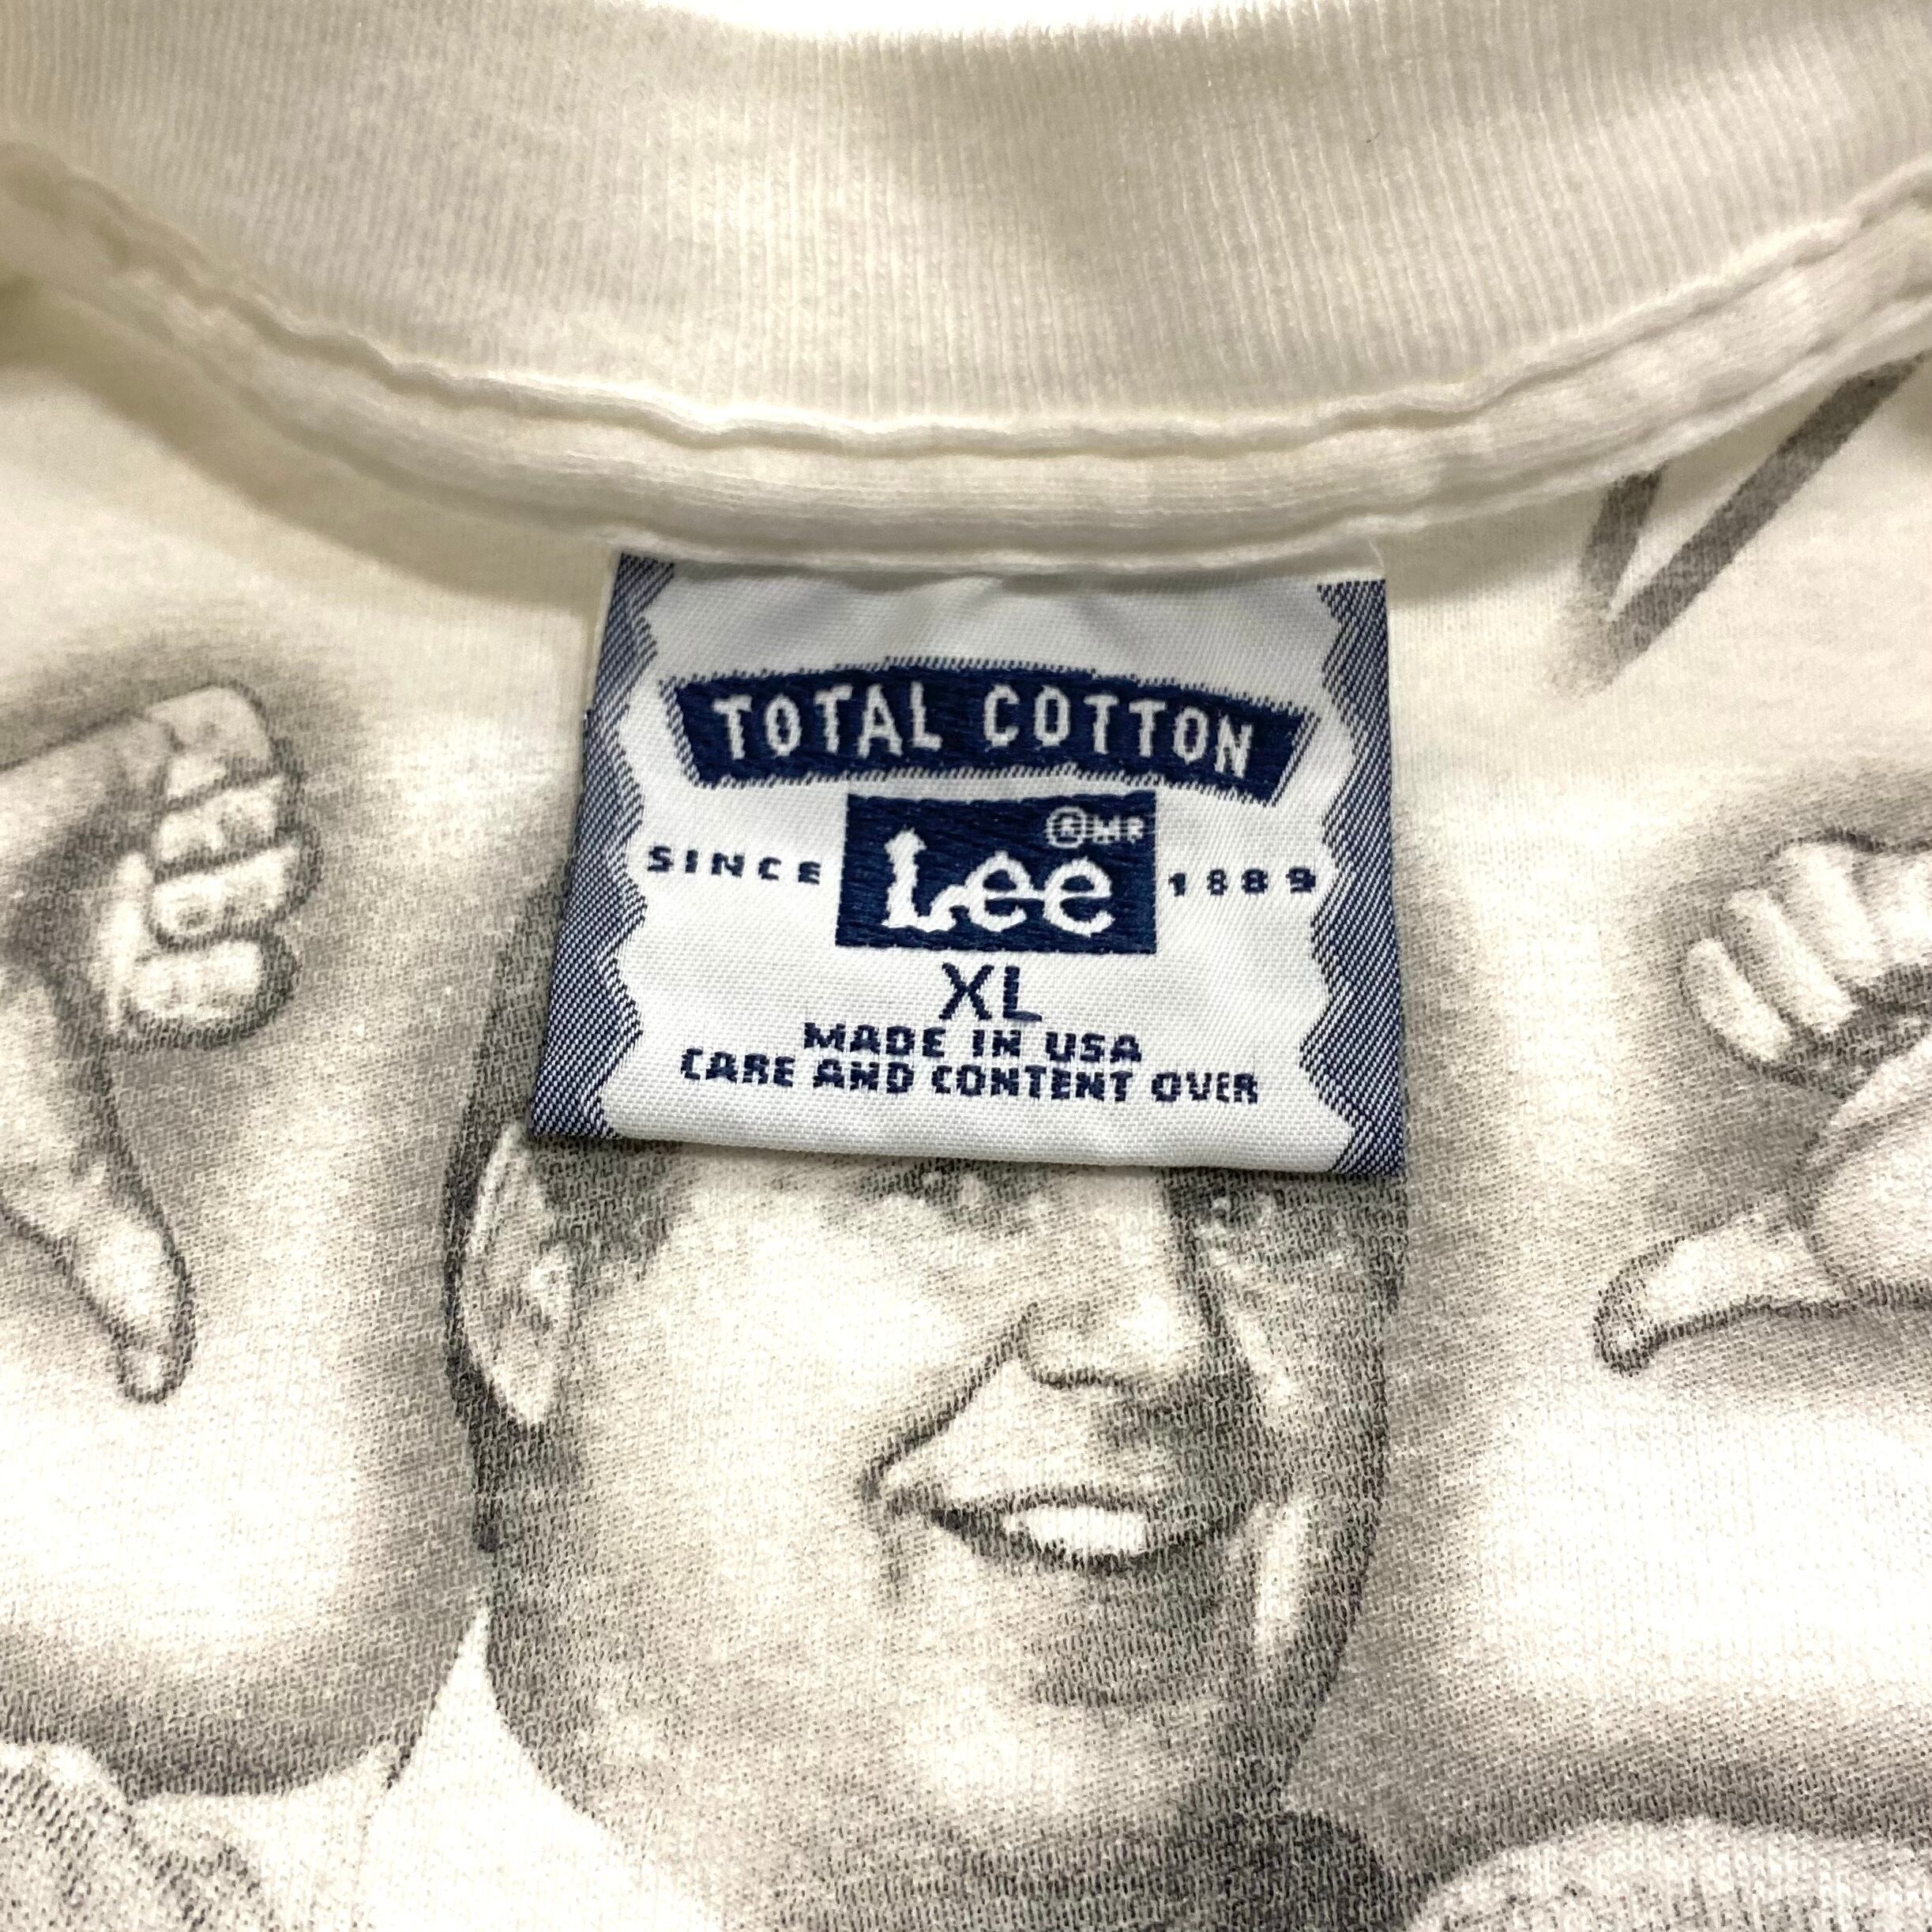 TOTAL COTTON
SINCE Lee ®MR 1889
XL
MADE IN USA
CARE AND CONTENT OVER